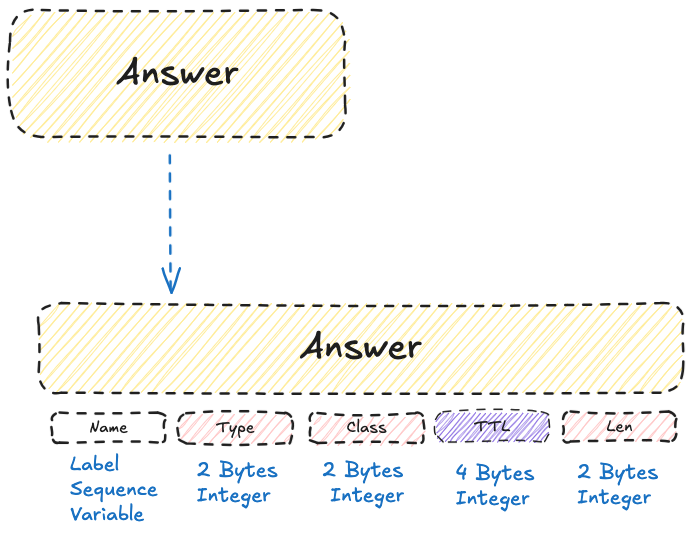 Answer
Answer
Name Type Class TTL Len
Label
Sequence
Variable
2 Bytes
Integer
2 Bytes
Integer
4 Bytes
Integer
2 Bytes
Integer